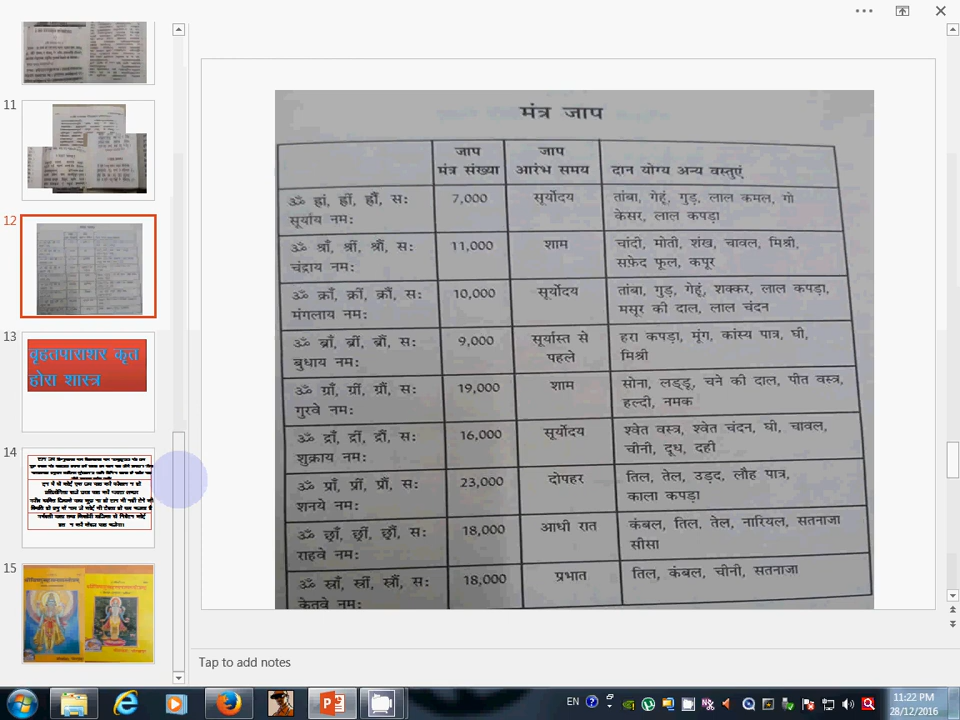 11
12
13
वृहतपाराशर कृत
होरा शास्त्र
14
15
मंत्र जाप
जाप
मंत्र संख्या
जाप
आरंभ समय
दान योग्य अन्य वस्तुएं
ॐ ह्रां, ह्रीं, ह्रौं, सः
सूर्याय नमः
7,000
सूर्योदय
तांबा, गेहूं, गुड़, लाल कमल, गो
केसर, लाल कपड़ा
ॐ श्राँ, श्रीं, श्रौं, सः
चंद्राय नमः
11,000
शाम
चांदी, मोती, शंख, चावल, मिश्री,
सफ़ेद फूल, कपूर
ॐ क्राँ, क्रीं, क्रौं, सः
मंगलाय नमः
10,000
सूर्योदय
तांबा, गुड़, गेहूं, शक्कर, लाल कपड़ा,
मसूर की दाल, लाल चंदन
ॐ ब्राँ, ब्रीं, ब्रौं, सः
बुधाय नमः
9,000
सूर्यास्त से
पहले
हरा कपड़ा, मूंग, कांस्य पात्र, घी,
मिश्री
ॐ ग्राँ, ग्रीं, ग्रौं, सः
गुरवे नमः
19,000
शाम
सोना, लड्डू, चने की दाल, पीत वस्त्र,
हल्दी, नमक
ॐ द्राँ, द्रीं, द्रौं, सः
शुक्राय नमः
16,000
सूर्योदय
श्वेत वस्त्र, श्वेत चंदन, घी, चावल,
चीनी, दूध, दही
ॐ प्राँ, प्रीं, प्रौं, सः
शनये नमः
23,000
दोपहर
तिल, तेल, उड़द, लौह पात्र,
काला कपड़ा
ॐ छ्राँ, छ्रीं, छ्रौं, सः
राहवे नमः
18,000
आधी रात
कंबल, तिल, तेल, नारियल, सतनाजा
सीसा
ॐ स्राँ, स्रीं, स्रौं, सः
केतवे नमः
18,000
प्रभात
तिल, कंबल, चीनी, सतनाजा
Tap to add notes
EN
11:22 PM
28/12/2016